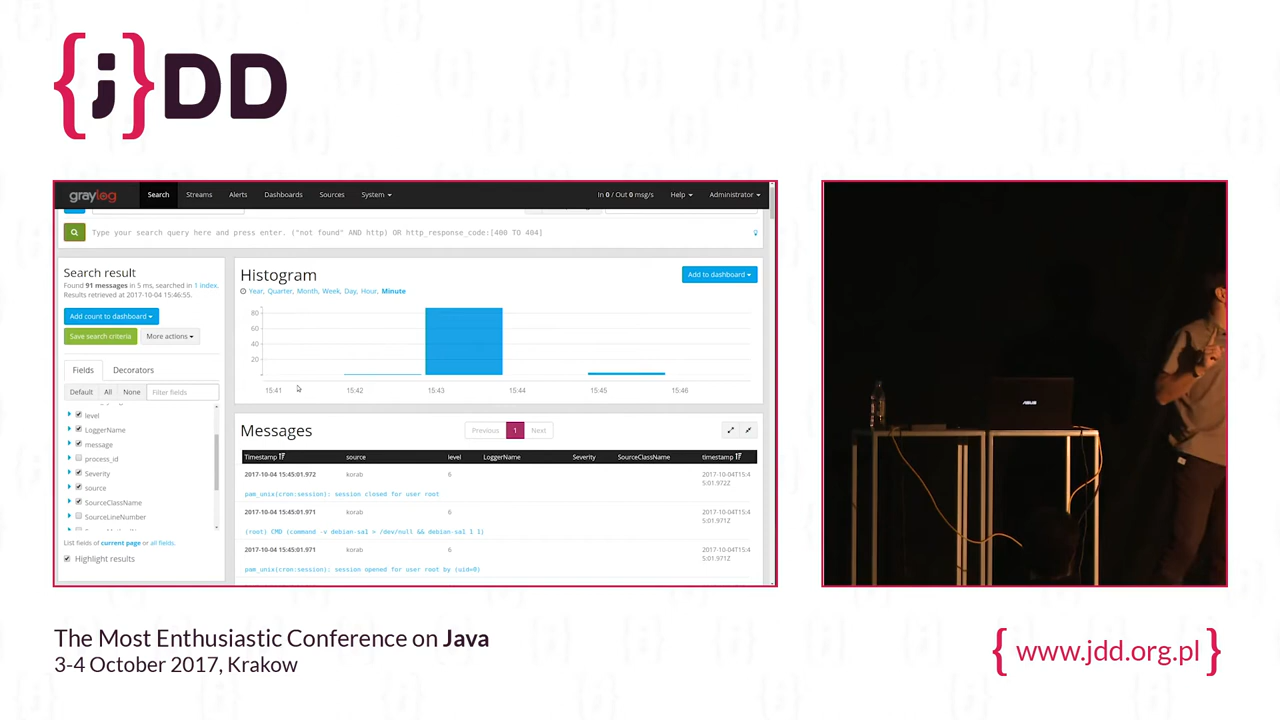 {j}DD
graylog Search Streams Alerts Dashboards Sources System In 0 / Out 0 msg/s Help Administrator
Type your search query here and press enter. ("not found" AND http) OR http_response_code:[400 TO 404]
Search result
Found 91 messages in 5 ms, searched in 1 index.
Results retrieved at 2017-10-04 15:46:55.
Add count to dashboard
Save search criteria More actions
Fields Decorators
Default All None Filter fields
level
LoggerName
message
process_id
Severity
source
SourceClassName
SourceLineNumber
List fields of current page or all fields.
Highlight results
Histogram
Add to dashboard
Year, Quarter, Month, Week, Day, Hour, Minute
80
60
40
20
15:41 15:42 15:43 15:44 15:45 15:46
Messages
Previous 1 Next
Timestamp source level LoggerName Severity SourceClassName timestamp
2017-10-04 15:45:01.972 korab 6 2017-10-04T15:4
5:01.972Z
pam_unix(cron:session): session closed for user root
2017-10-04 15:45:01.971 korab 6 2017-10-04T15:4
5:01.971Z
(root) CMD (command -v debian-sa1 > /dev/null && debian-sa1 1 1)
2017-10-04 15:45:01.971 korab 6 2017-10-04T15:4
5:01.971Z
pam_unix(cron:session): session opened for user root by (uid=0)
ASUS
The Most Enthusiastic Conference on Java
3-4 October 2017, Krakow
{ www.jdd.org.pl }